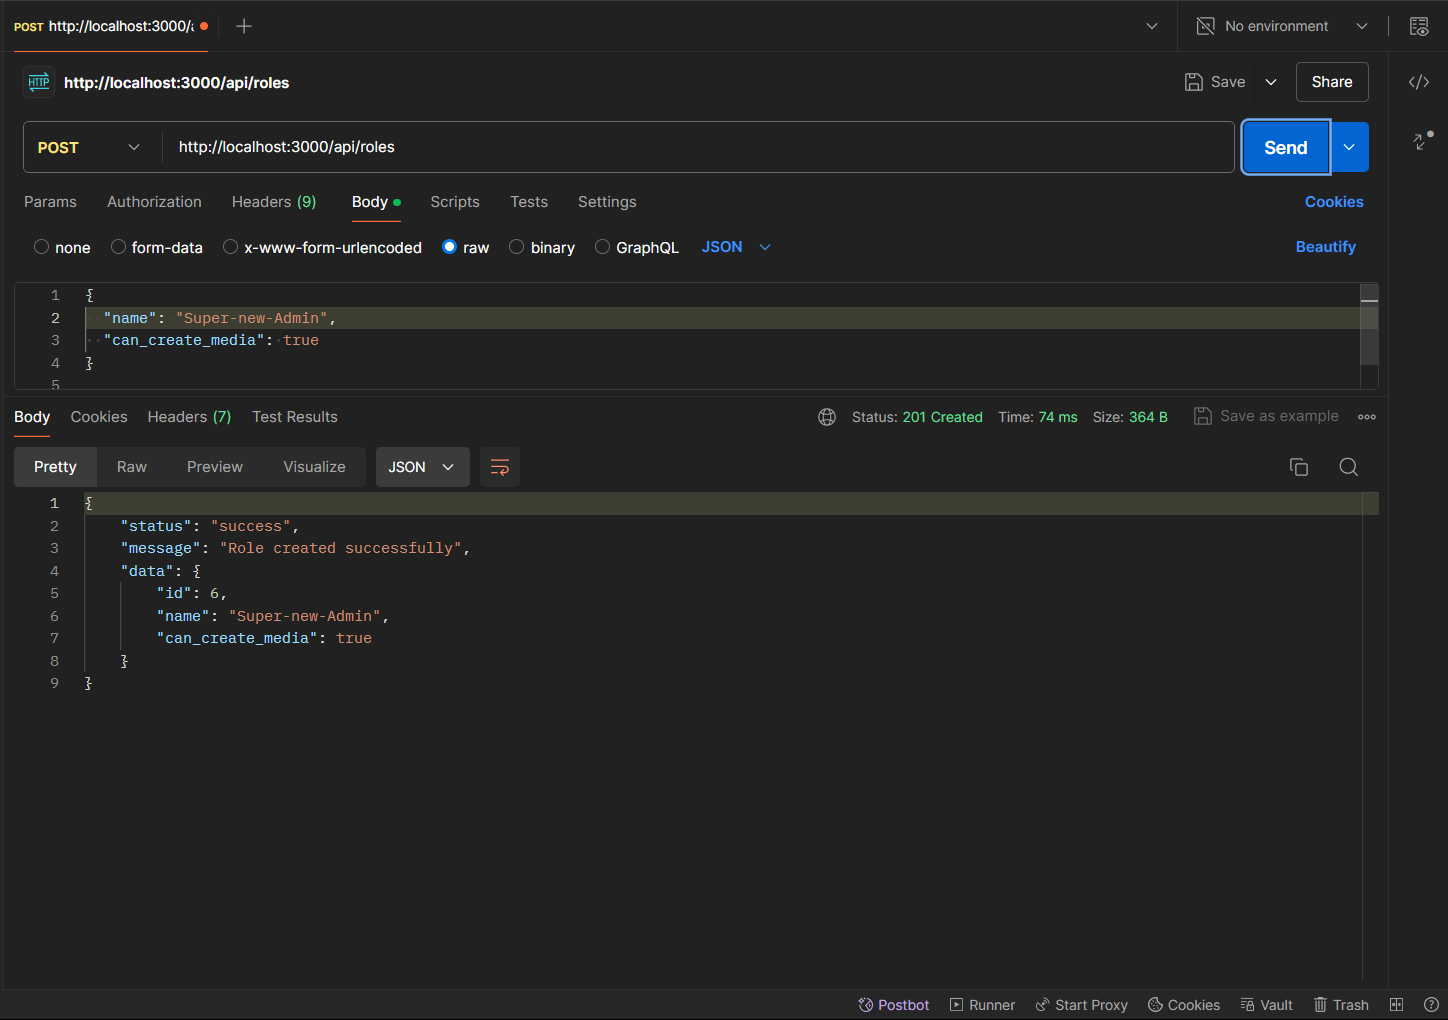 POST http://localhost:3000/a
No environment
HTTP http://localhost:3000/api/roles
Save
Share
POST http://localhost:3000/api/roles
Send
Params Authorization Headers (9) Body Scripts Tests Settings Cookies
none form-data x-www-form-urlencoded raw binary GraphQL JSON Beautify
1 {
2 "name": "Super-new-Admin",
3 "can_create_media": true
4 }
5
Body Cookies Headers (7) Test Results Status: 201 Created Time: 74 ms Size: 364 B Save as example
Pretty Raw Preview Visualize JSON
1 {
2 "status": "success",
3 "message": "Role created successfully",
4 "data": {
5 "id": 6,
6 "name": "Super-new-Admin",
7 "can_create_media": true
8 }
9 }
Postbot Runner Start Proxy Cookies Vault Trash